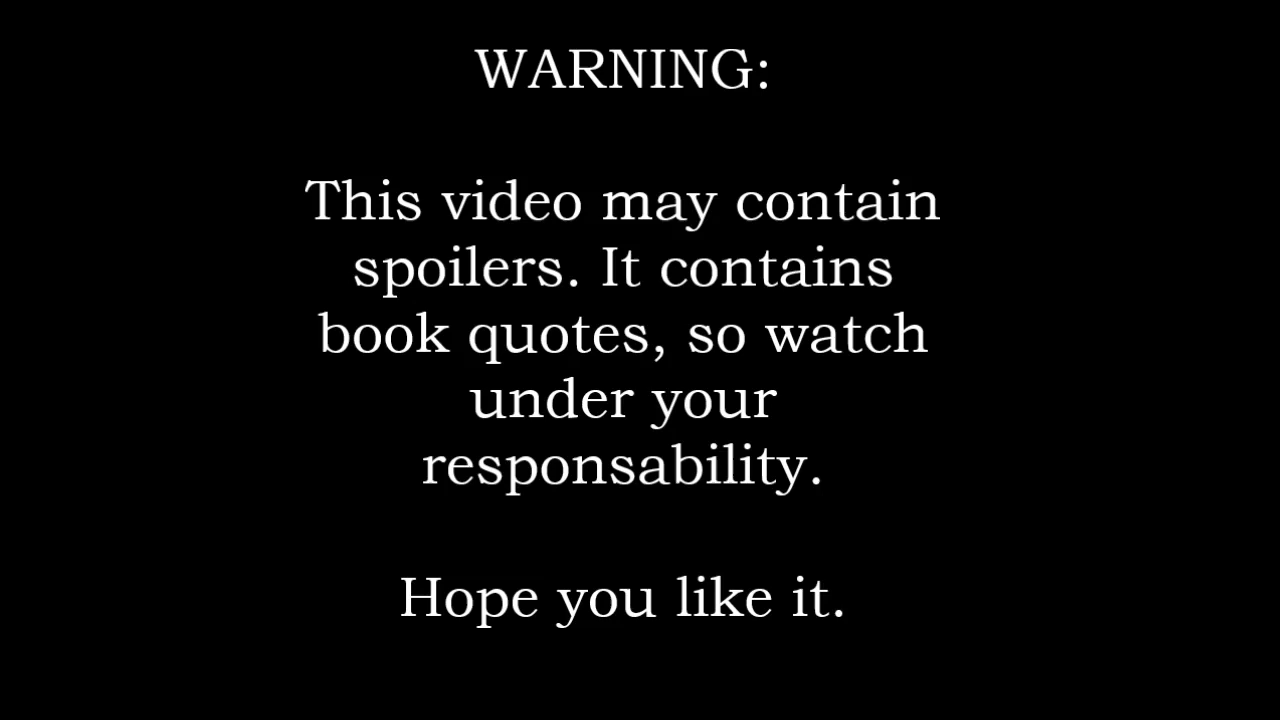 WARNING:
This video may contain
spoilers. It contains
book quotes, so watch
under your
responsability.
Hope you like it.